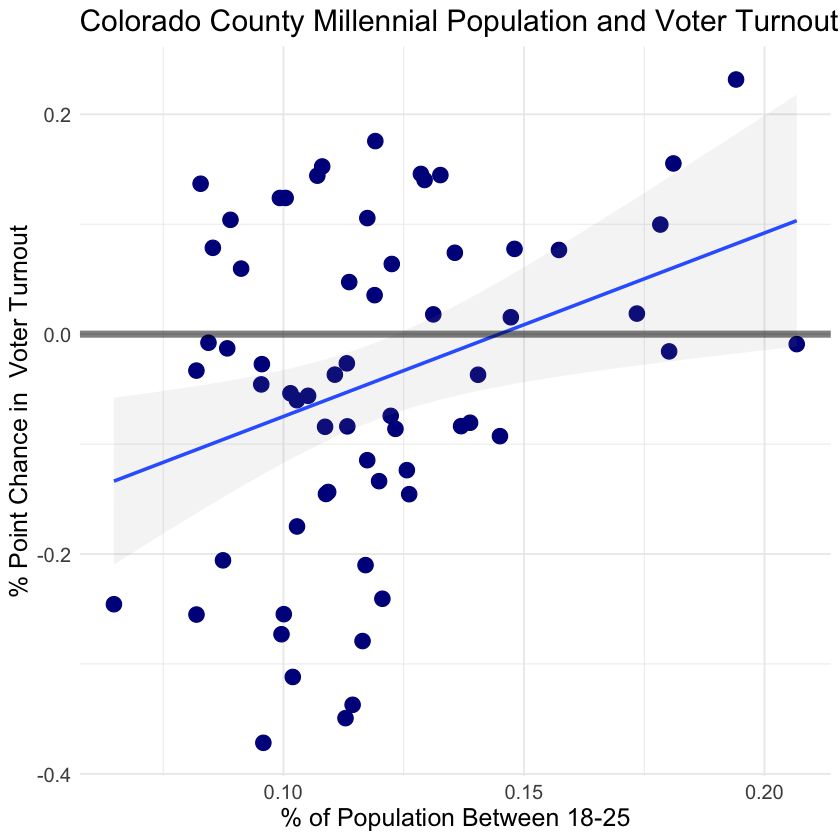 Colorado County Millennial Population and Voter Turnout
% Point Chance in  Voter Turnout
0.2
0.0
-0.2
-0.4
0.10 0.15 0.20
% of Population Between 18-25